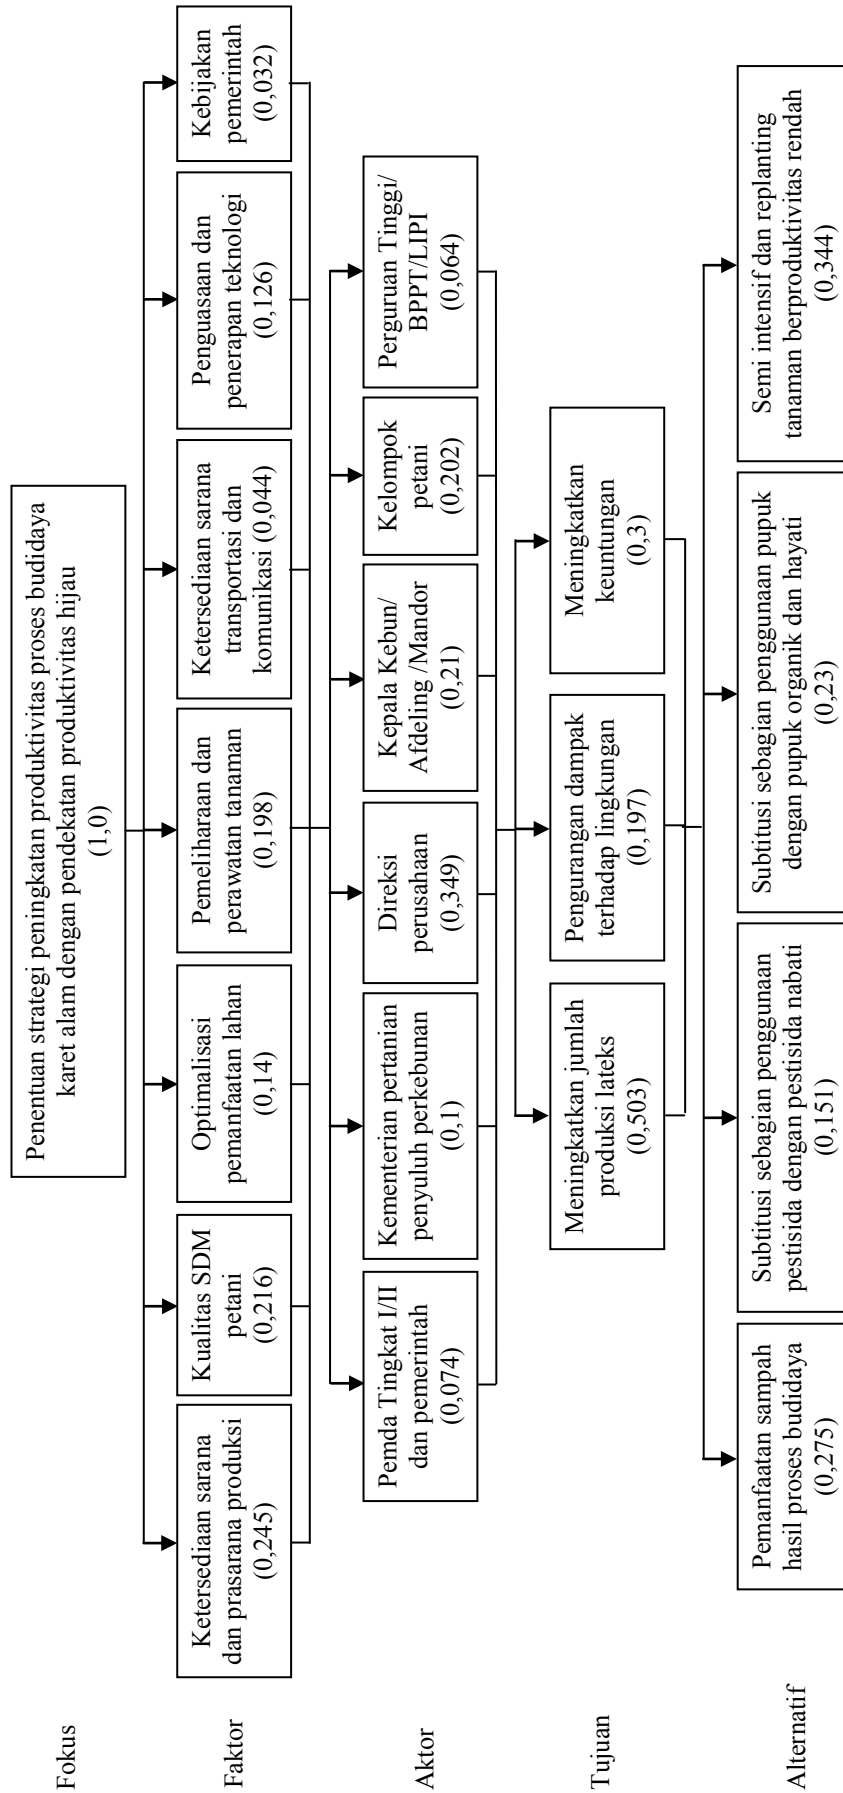 Fokus
Penentuan strategi peningkatan produktivitas proses budidaya
karet alam dengan pendekatan produktivitas hijau
(1,0)
Faktor
Ketersediaan sarana
dan prasarana produksi
(0,245)
Kualitas SDM
petani
(0,216)
Optimalisasi
pemanfaatan lahan
(0,14)
Pemeliharaan dan
perawatan tanaman
(0,198)
Ketersediaan sarana
transportasi dan
komunikasi (0,044)
Penguasaan dan
penerapan teknologi
(0,126)
Kebijakan
pemerintah
(0,032)
Aktor
Pemda Tingkat I/II
dan pemerintah
(0,074)
Kementerian pertanian
penyuluh perkebunan
(0,1)
Direksi
perusahaan
(0,349)
Kepala Kebun/
Afdeling /Mandor
(0,21)
Kelompok
petani
(0,202)
Perguruan Tinggi/
BPPT/LIPI
(0,064)
Tujuan
Meningkatkan jumlah
produksi lateks
(0,503)
Pengurangan dampak
terhadap lingkungan
(0,197)
Meningkatkan
keuntungan
(0,3)
Alternatif
Pemanfaatan sampah
hasil proses budidaya
(0,275)
Subtitusi sebagian penggunaan
pestisida dengan pestisida nabati
(0,151)
Subtitusi sebagian penggunaan pupuk
dengan pupuk organik dan hayati
(0,23)
Semi intensif dan replanting
tanaman berproduktivitas rendah
(0,344)